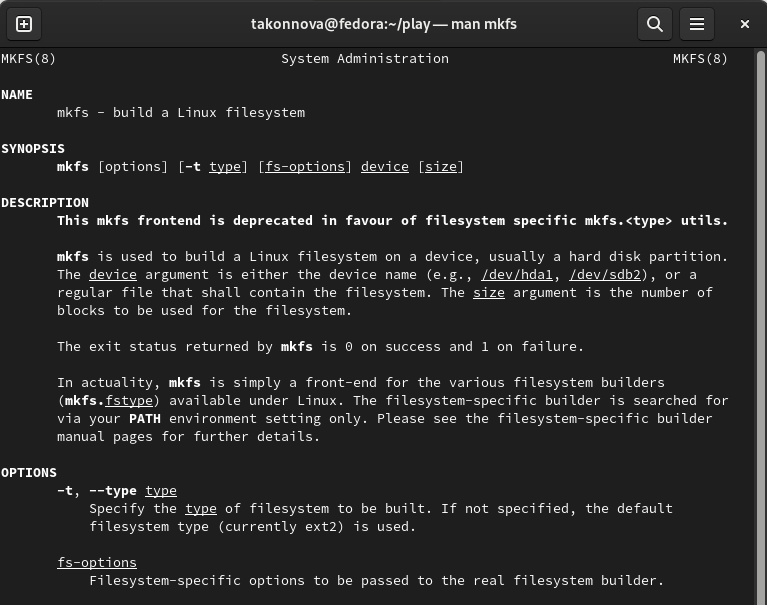 takonnova@fedora:~/play — man mkfs
MKFS(8) System Administration MKFS(8)
NAME
mkfs - build a Linux filesystem
SYNOPSIS
mkfs [options] [-t type] [fs-options] device [size]
DESCRIPTION
This mkfs frontend is deprecated in favour of filesystem specific mkfs.<type> utils.
mkfs is used to build a Linux filesystem on a device, usually a hard disk partition.
The device argument is either the device name (e.g., /dev/hda1, /dev/sdb2), or a
regular file that shall contain the filesystem. The size argument is the number of
blocks to be used for the filesystem.
The exit status returned by mkfs is 0 on success and 1 on failure.
In actuality, mkfs is simply a front-end for the various filesystem builders
(mkfs.fstype) available under Linux. The filesystem-specific builder is searched for
via your PATH environment setting only. Please see the filesystem-specific builder
manual pages for further details.
OPTIONS
-t, --type type
Specify the type of filesystem to be built. If not specified, the default
filesystem type (currently ext2) is used.
fs-options
Filesystem-specific options to be passed to the real filesystem builder.